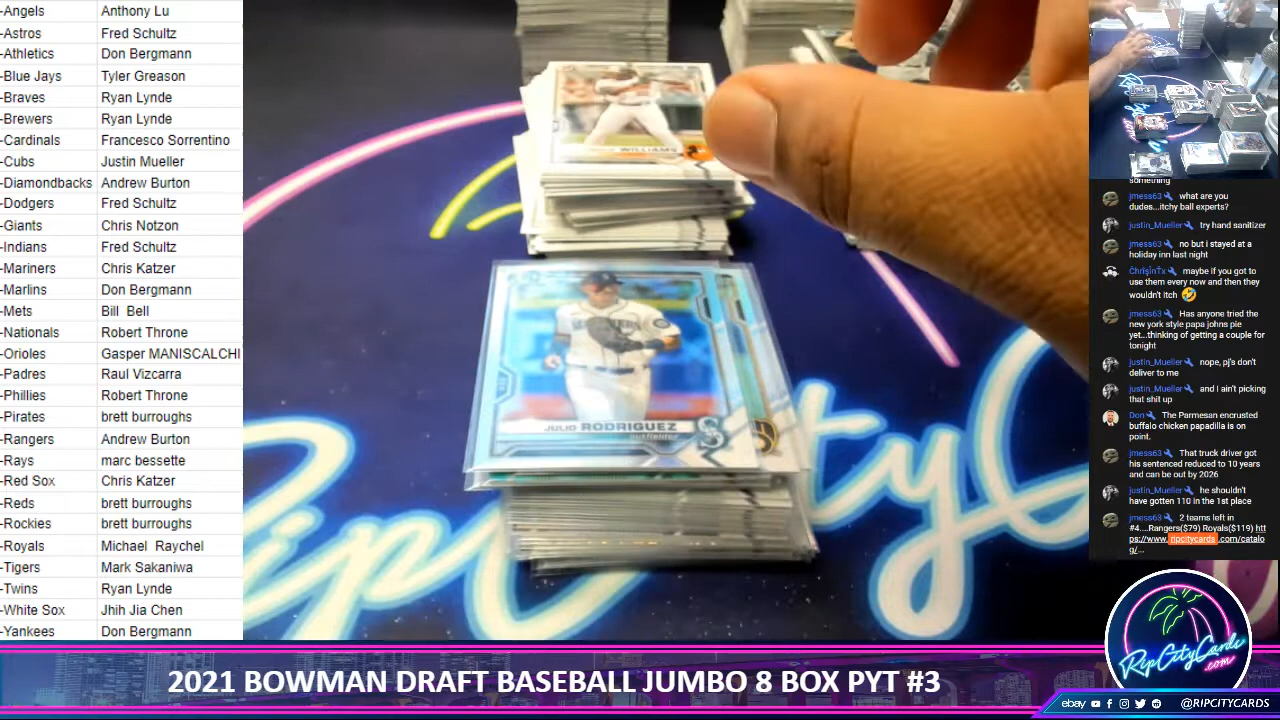 -Angels Anthony Lu
-Astros Fred Schultz
-Athletics Don Bergmann
-Blue Jays Tyler Greason
-Braves Ryan Lynde
-Brewers Ryan Lynde
-Cardinals Francesco Sorrentino
-Cubs Justin Mueller
-Diamondbacks Andrew Burton
-Dodgers Fred Schultz
-Giants Chris Notzon
-Indians Fred Schultz
-Mariners Chris Katzer
-Marlins Don Bergmann
-Mets Bill Bell
-Nationals Robert Throne
-Orioles Gasper MANISCALCHI
-Padres Raul Vizcarra
-Phillies Robert Throne
-Pirates brett burroughs
-Rangers Andrew Burton
-Rays marc bessette
-Red Sox Chris Katzer
-Reds brett burroughs
-Rockies brett burroughs
-Royals Michael Raychel
-Tigers Mark Sakaniwa
-Twins Ryan Lynde
-White Sox Jhih Jia Chen
-Yankees Don Bergmann
WILLIAMS
JULIO RODRIGUEZ
outfielder
S
RipCityC
something
jmess63 what are you
dudes...itchy ball experts?
justin_Mueller try hand sanitizer
jmess63 no but i stayed in a
holiday inn last night
maybe if you got to
use them every now and then they
wouldn't itch 🤣
jmess63 Has anyone tried the
new york style papa johns pie
yet...thinking of getting a couple for
tonight
justin_Mueller nope, pj's don't
deliver to me
justin_Mueller and I ain't picking
that shit up
Don The Parmesan encrusted
buffalo chicken papadilla is on
point.
jmess63 That truck driver got
his sentenced reduced to 10 years
and can be out by 2026
justin_Mueller he shouldn't
have gotten 110 in the 1st place
jmess63 2 teams left in
#4....Rangers($79) Royals($119) htt
ps://www.ripcitycards.com/catalo
g/...
RipCityCards
.com
2021 BOWMAN DRAFT BASEBALL JUMBO 8 BOX PYT #3
ebay @RIPCITYCARDS